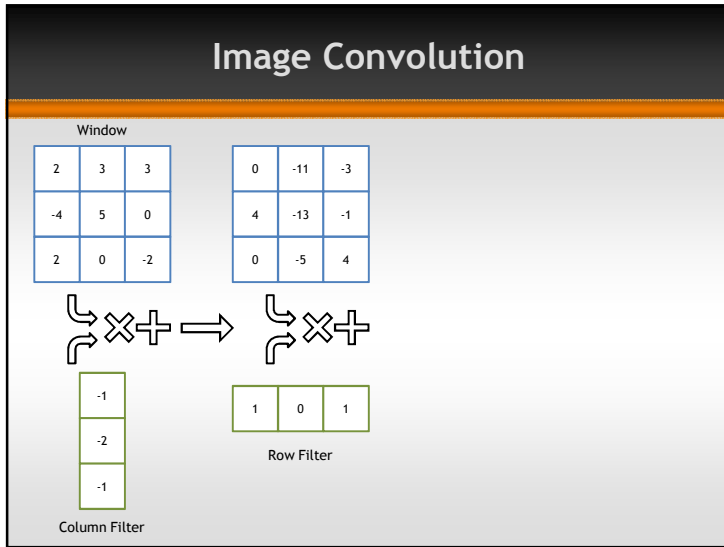 Image Convolution
Window
2 3 3
-4 5 0
2 0 -2
0 -11 -3
4 -13 -1
0 -5 4
-1
-2
-1
Column Filter
1 0 1
Row Filter